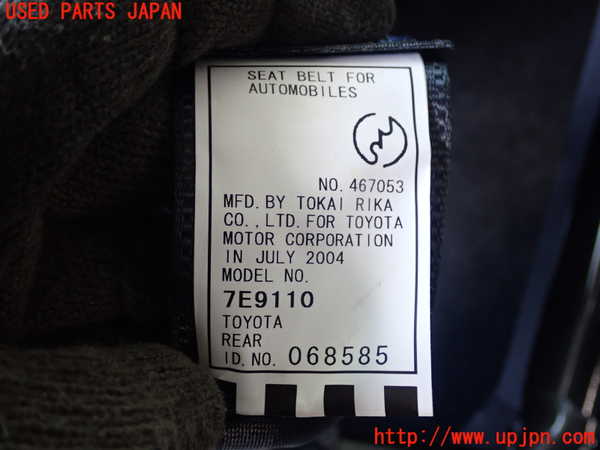 USED PARTS JAPAN
SEAT BELT FOR
AUTOMOBILES
NO. 467053
MFD. BY TOKAI RIKA
CO., LTD. FOR TOYOTA
MOTOR CORPORATION
IN JULY 2004
MODEL NO.
7E9110
TOYOTA
REAR
ID. NO. 068585
http://www.upjpn.com/